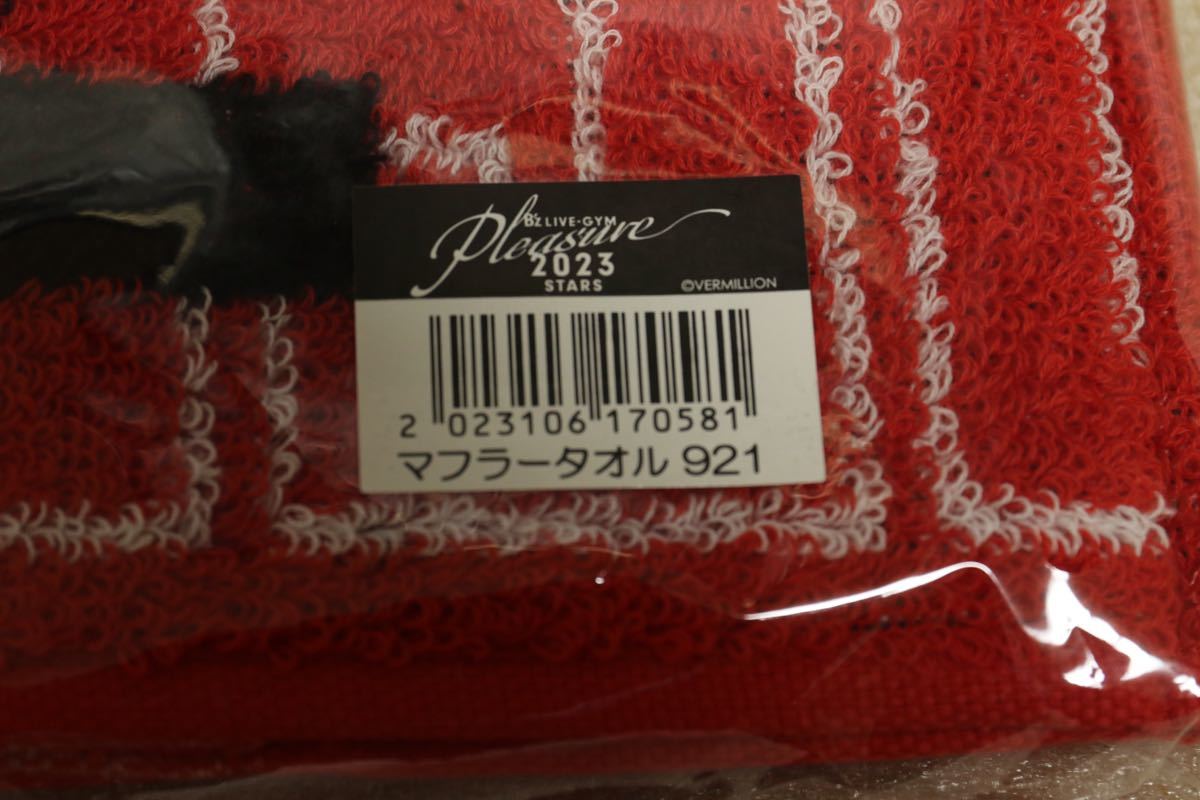 B'z LIVE-GYM
Pleasure
2023
STARS
©VERMILLION
2 023106 170581
マフラータオル 921